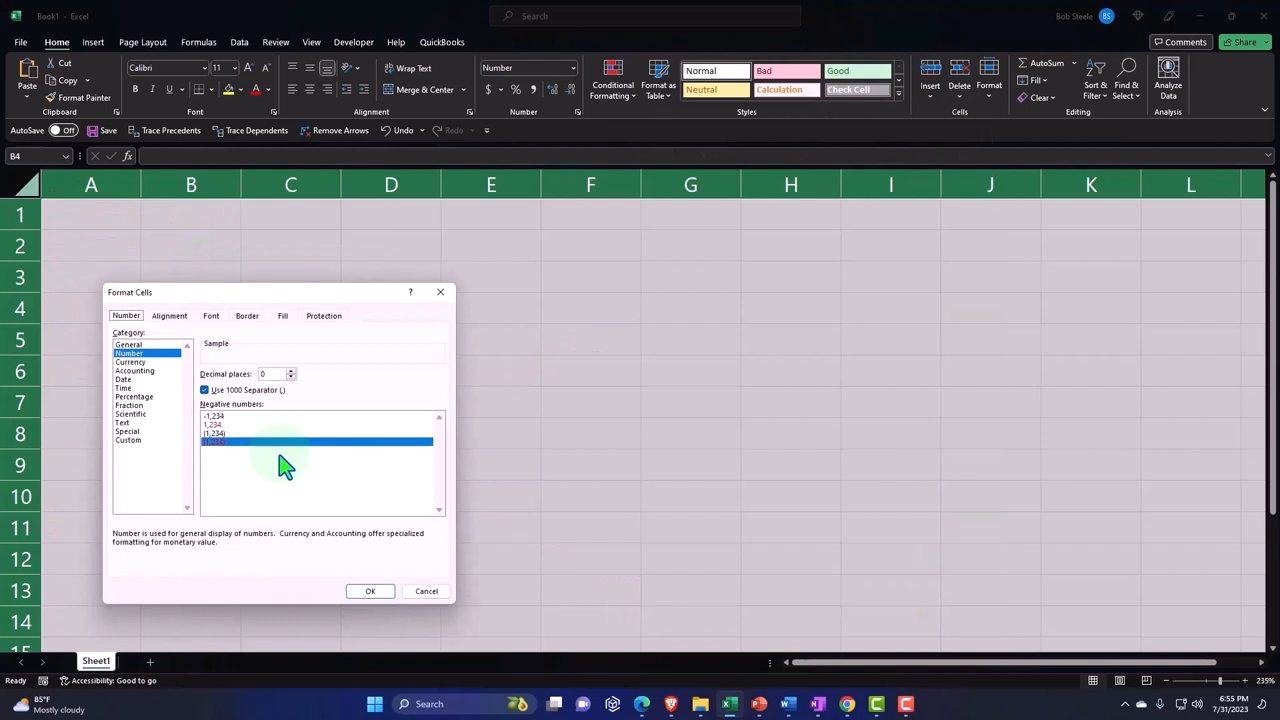 Book1 - Excel
Search
Bob Steele BS
File Home Insert Page Layout Formulas Data Review View Developer Help QuickBooks
Comments Share
Paste
Cut
Copy
Format Painter
Clipboard
Calibri 11
B I U
Font
Wrap Text
Merge & Center
Alignment
Number
$ % ,
Number
Conditional Formatting
Format as Table
Normal Bad Good
Neutral Calculation Check Cell
Styles
Insert Delete Format
Cells
AutoSum
Fill
Clear
Sort & Filter
Find & Select
Editing
Analyze Data
Analysis
AutoSave Off Save Trace Precedents Trace Dependents Remove Arrows Undo Redo
B4 fx
A B C D E F G H I J K L
1
2
3
4
5
6
7
8
9
10
11
12
13
14
15
Format Cells
?
Number Alignment Font Border Fill Protection
Category:
General
Number
Currency
Accounting
Date
Time
Percentage
Fraction
Scientific
Text
Special
Custom
Sample
Decimal places: 0
Use 1000 Separator (,)
Negative numbers:
-1,234
1,234
(1,234)
(1,234)
Number is used for general display of numbers. Currency and Accounting offer specialized
formatting for monetary value.
OK Cancel
Sheet1
Ready Accessibility: Good to go
235%
85°F
Mostly cloudy
Search
6:55 PM
7/31/2023